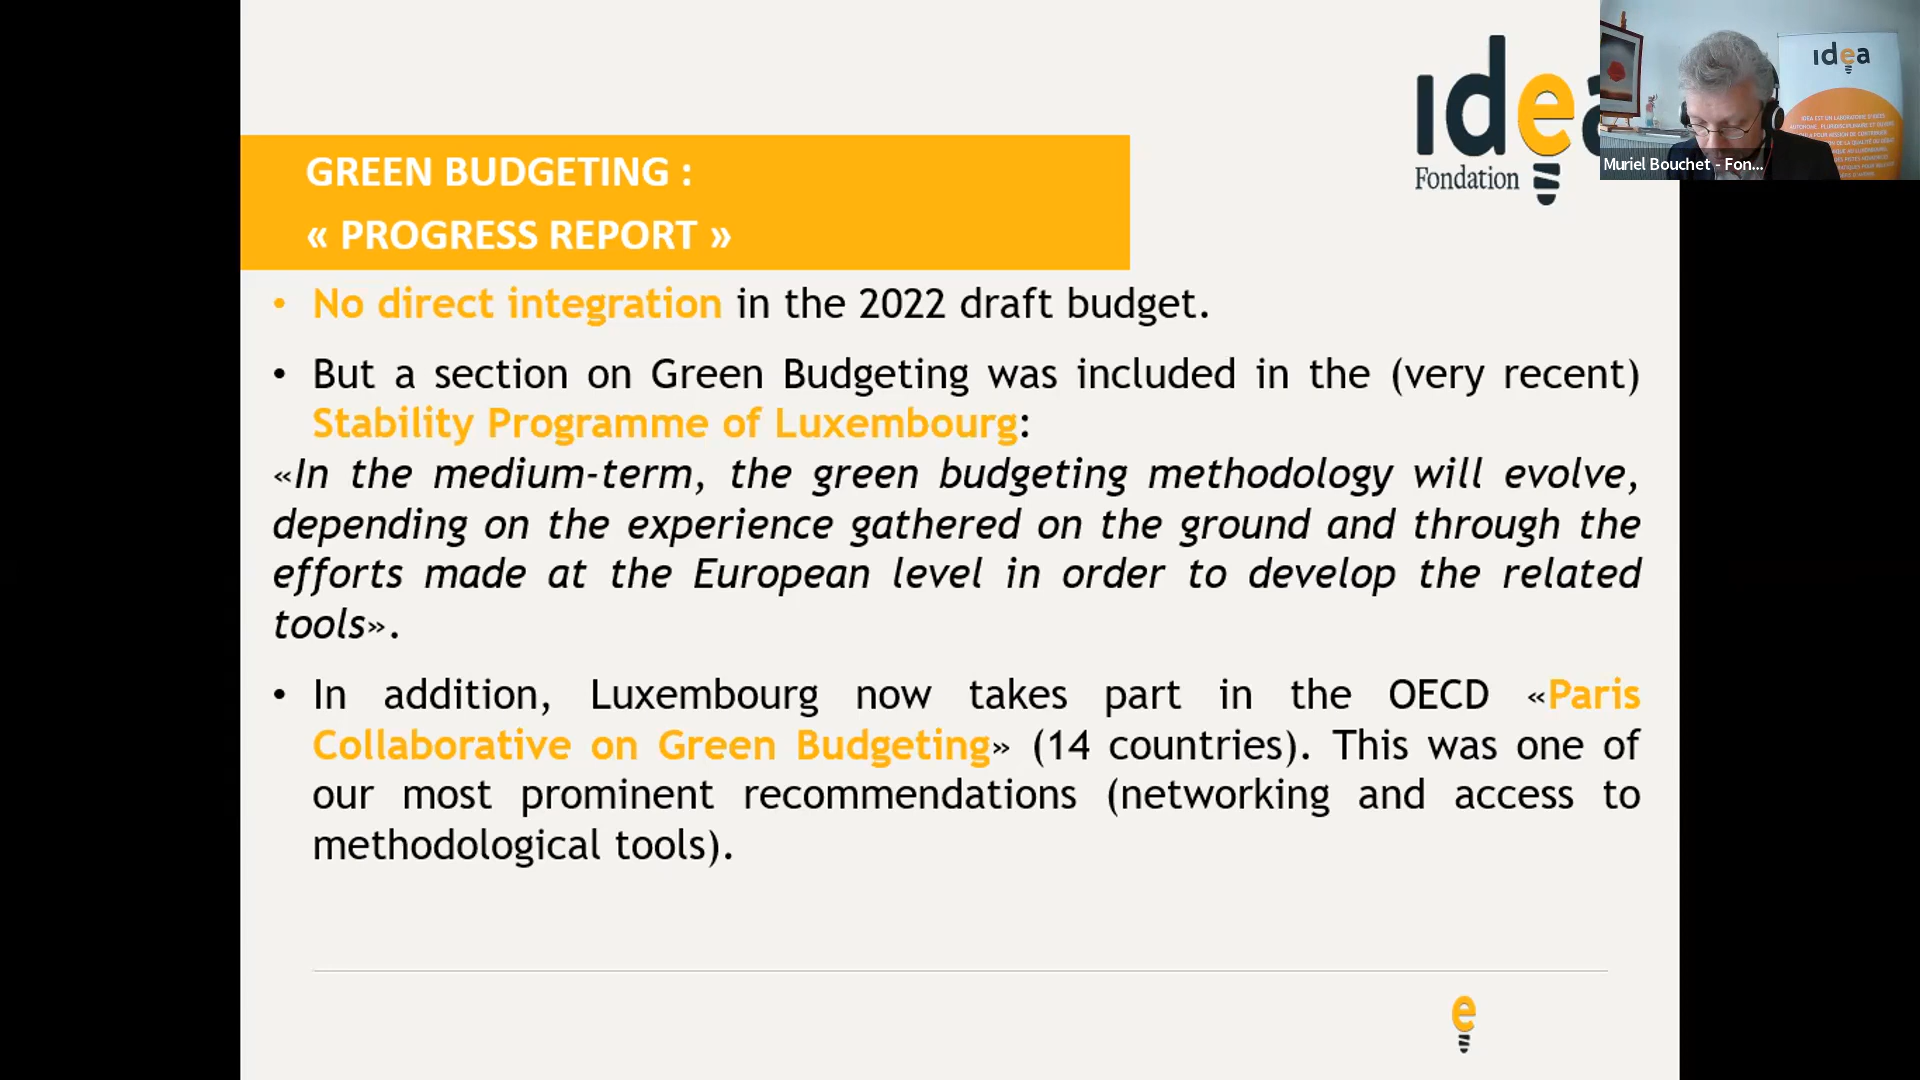 idea
Fondation
idea
Muriel Bouchet - Fon...
GREEN BUDGETING :
« PROGRESS REPORT »
• No direct integration in the 2022 draft budget.
• But a section on Green Budgeting was included in the (very recent)
Stability Programme of Luxembourg:
«In the medium-term, the green budgeting methodology will evolve,
depending on the experience gathered on the ground and through the
efforts made at the European level in order to develop the related
tools».
• In addition, Luxembourg now takes part in the OECD «Paris
Collaborative on Green Budgeting» (14 countries). This was one of
our most prominent recommendations (networking and access to
methodological tools).
e